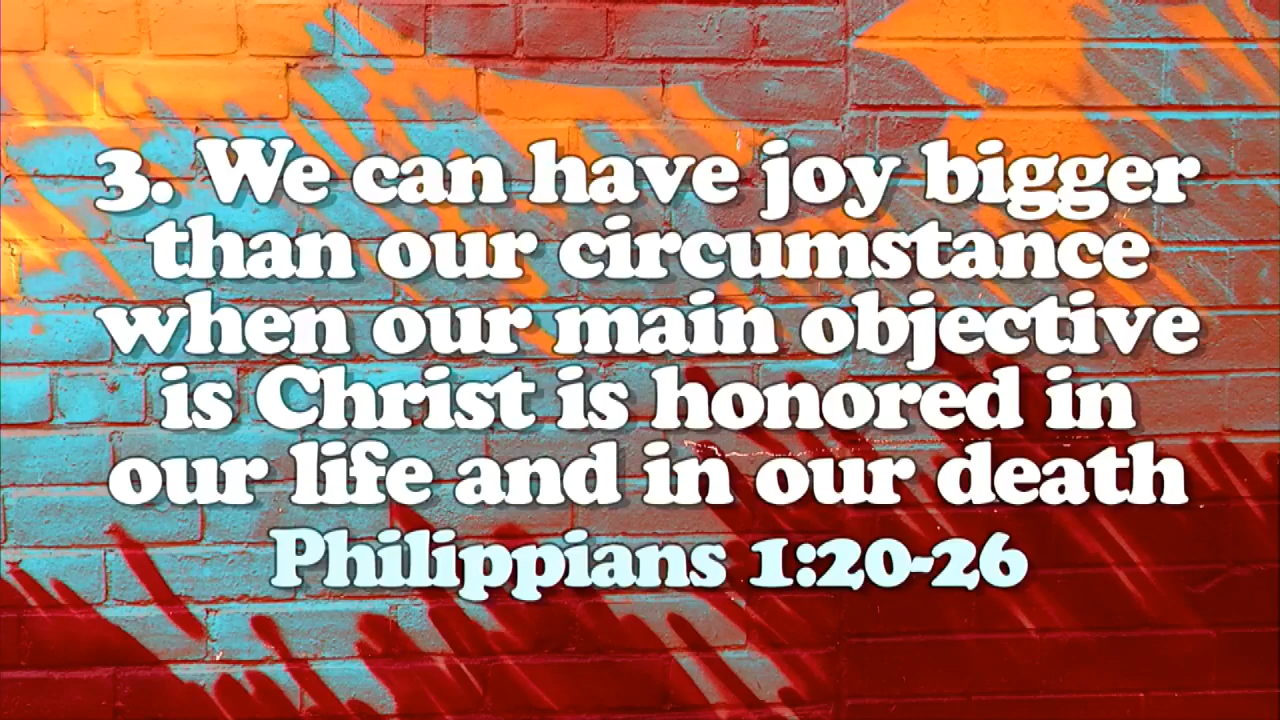 3. We can have joy bigger
than our circumstance
when our main objective
is Christ is honored in
our life and in our death
Philippians 1:20-26